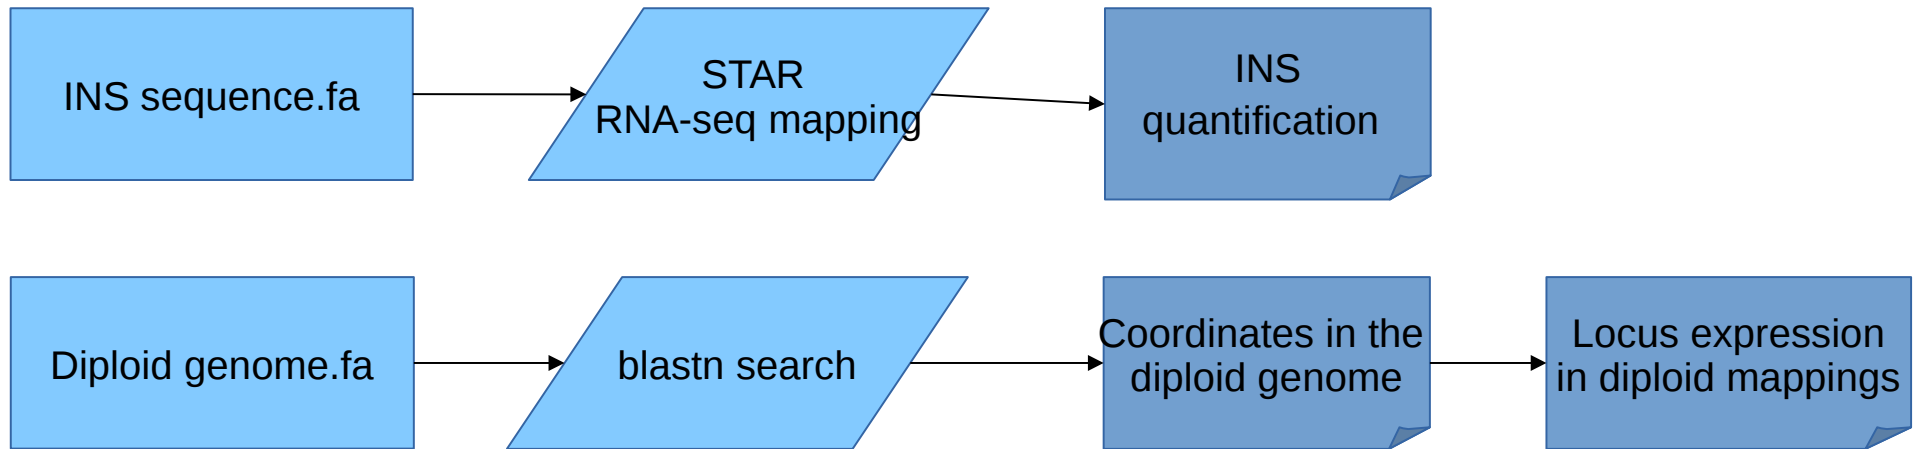 INS sequence.fa
STAR
RNA-seq mapping
INS
quantification
Diploid genome.fa
blastn search
Coordinates in the
diploid genome
Locus expression
in diploid mappings